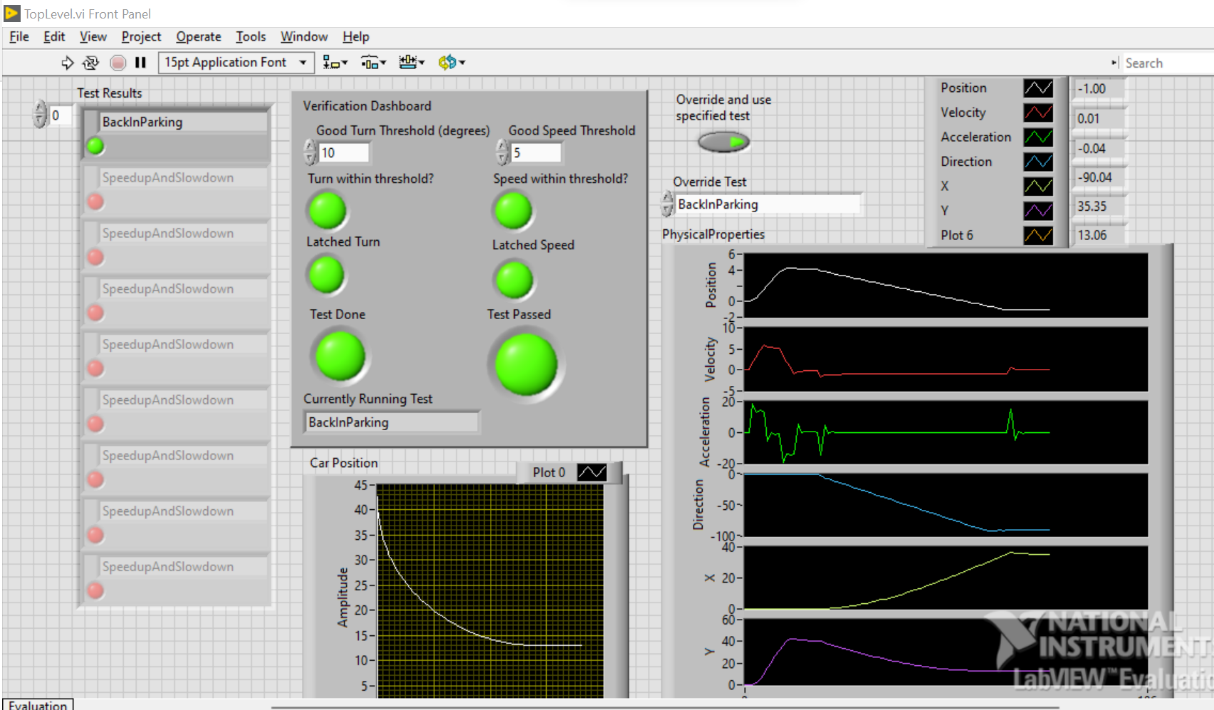 TopLevel.vi Front Panel
File Edit View Project Operate Tools Window Help
15pt Application Font
Search
Test Results
0
BackInParking
SpeedupAndSlowdown
SpeedupAndSlowdown
SpeedupAndSlowdown
SpeedupAndSlowdown
SpeedupAndSlowdown
SpeedupAndSlowdown
SpeedupAndSlowdown
SpeedupAndSlowdown
Verification Dashboard
Good Turn Threshold (degrees) Good Speed Threshold
10 5
Turn within threshold? Speed within threshold?
Latched Turn Latched Speed
Test Done Test Passed
Currently Running Test
BackInParking
Override and use
specified test
Override Test
BackInParking
Position -1.00
Velocity 0.01
Acceleration -0.04
Direction -90.04
X 35.35
Y 13.06
Plot 6
PhysicalProperties
Position
6
4
0
-2
Velocity
10
5
0
-5
Acceleration
20
0
-20
Direction
0
-50
-100
X
40
20
0
Y
60
40
20
0
Car Position
Plot 0
Amplitude
45
40
35
30
25
20
15
10
5
NATIONAL
INSTRUMENT
LabVIEW™ Evaluatio
Evaluation